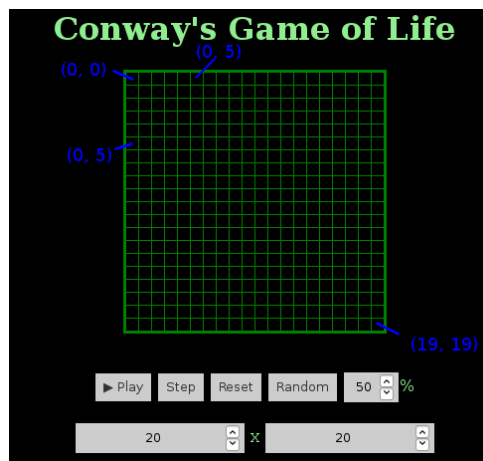 Conway's Game of Life
(0, 5)
(0, 0)
(0, 5)
(19, 19)
▶ Play Step Reset Random 50 %
20 x 20